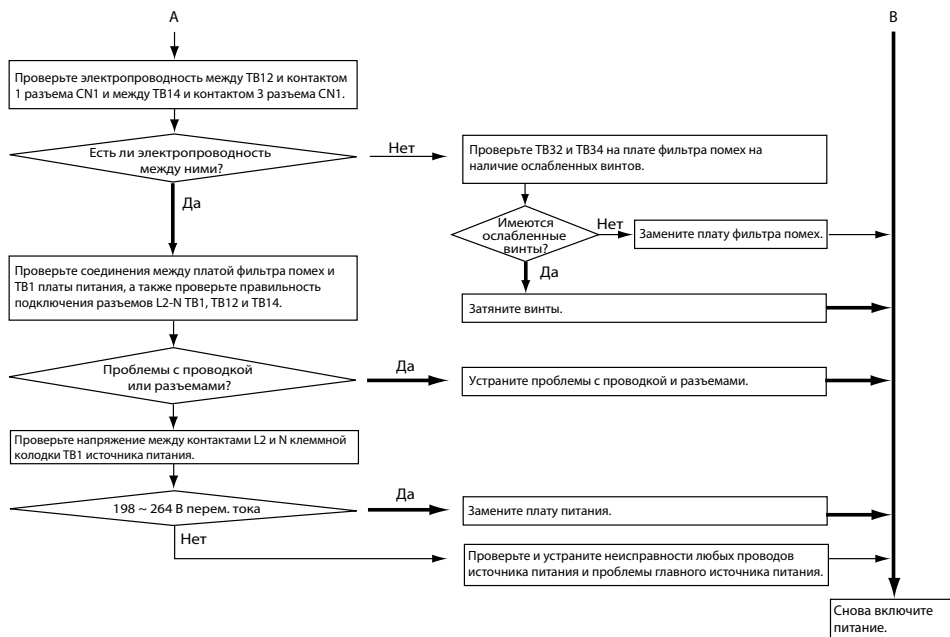 A
B
Проверьте электропроводность между TB12 и контактом
1 разъема CN1 и между TB14 и контактом 3 разъема CN1.
Есть ли электропроводность
между ними?
Нет
Проверьте TB32 и TB34 на плате фильтра помех на
наличие ослабленных винтов.
Да
Имеются
ослабленные
винты?
Нет
Замените плату фильтра помех.
Да
Проверьте соединения между платой фильтра помех и
TB1 платы питания, а также проверьте правильность
подключения разъемов L2-N TB1, TB12 и TB14.
Затяните винты.
Проблемы с проводкой
или разъемами?
Да
Устраните проблемы с проводкой и разъемами.
Проверьте напряжение между контактами L2 и N клеммной
колодки TB1 источника питания.
198 ~ 264 В перем. тока
Да
Замените плату питания.
Нет
Проверьте и устраните неисправности любых проводов
источника питания и проблемы главного источника питания.
Снова включите
питание.